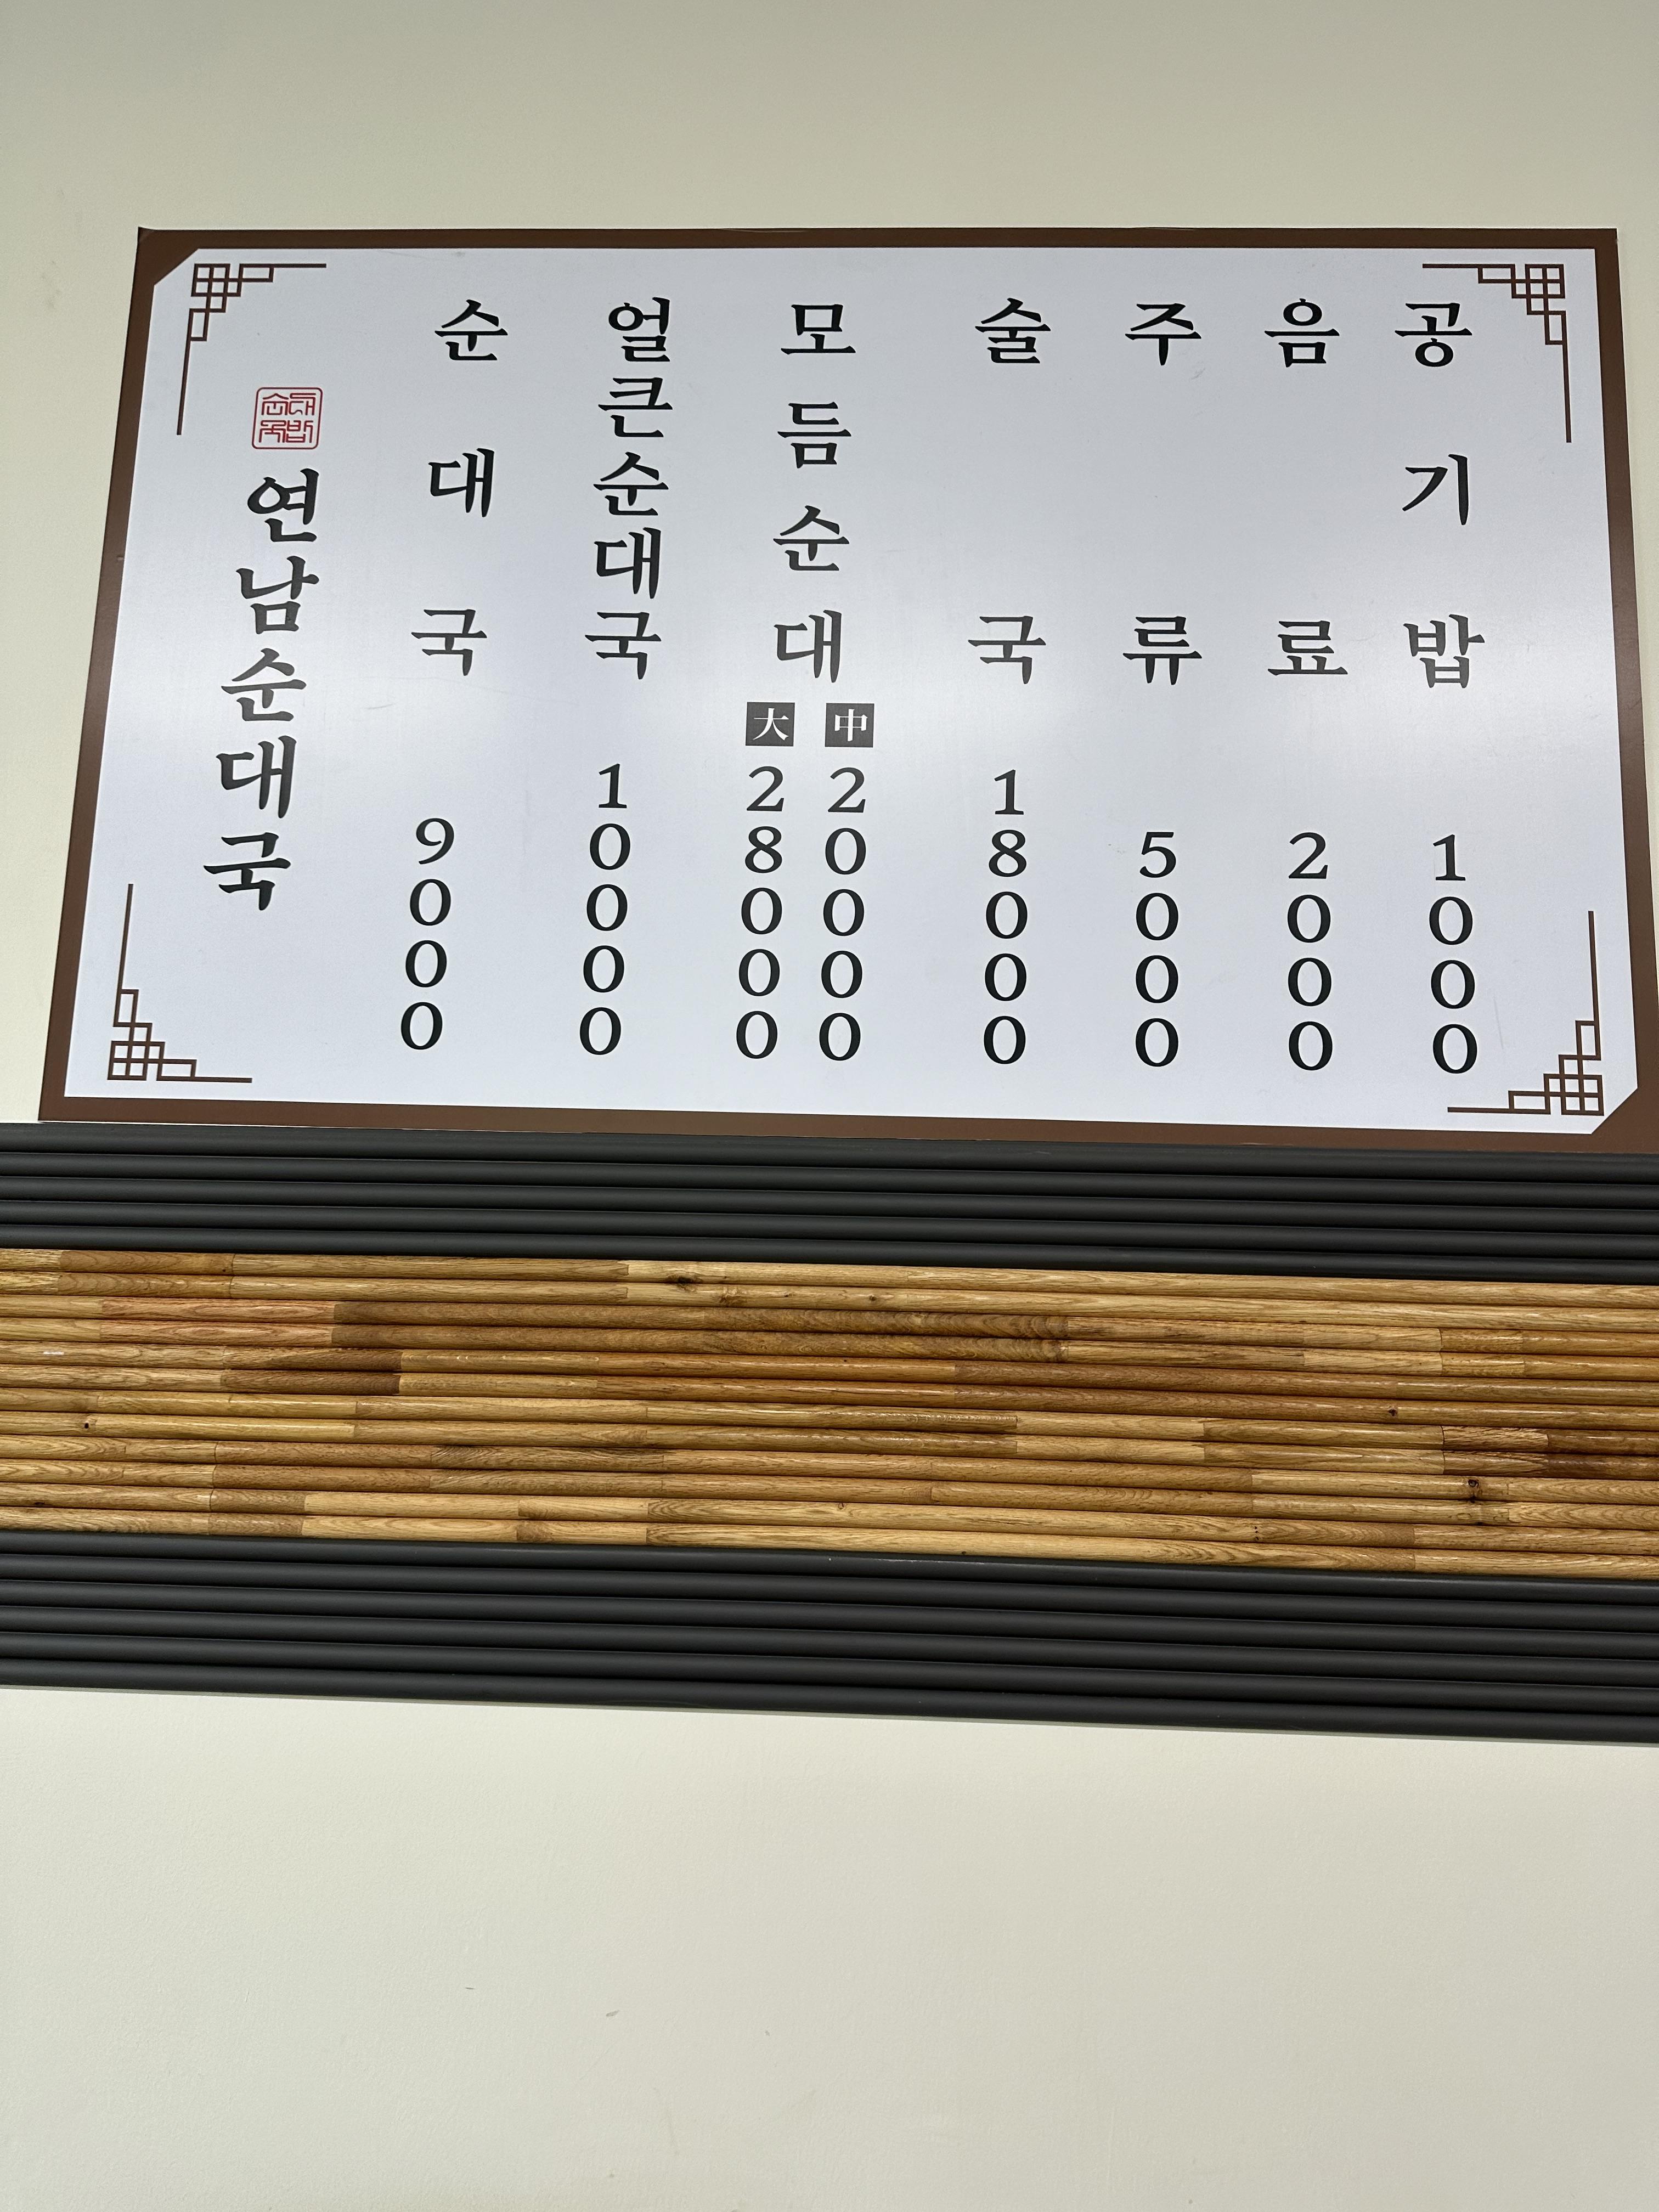 연남순대국
순대국 9000
얼큰순대국 10000
모듬순대
大 28000
中 20000
술국 18000
주류 5000
음료 2000
공기밥 1000